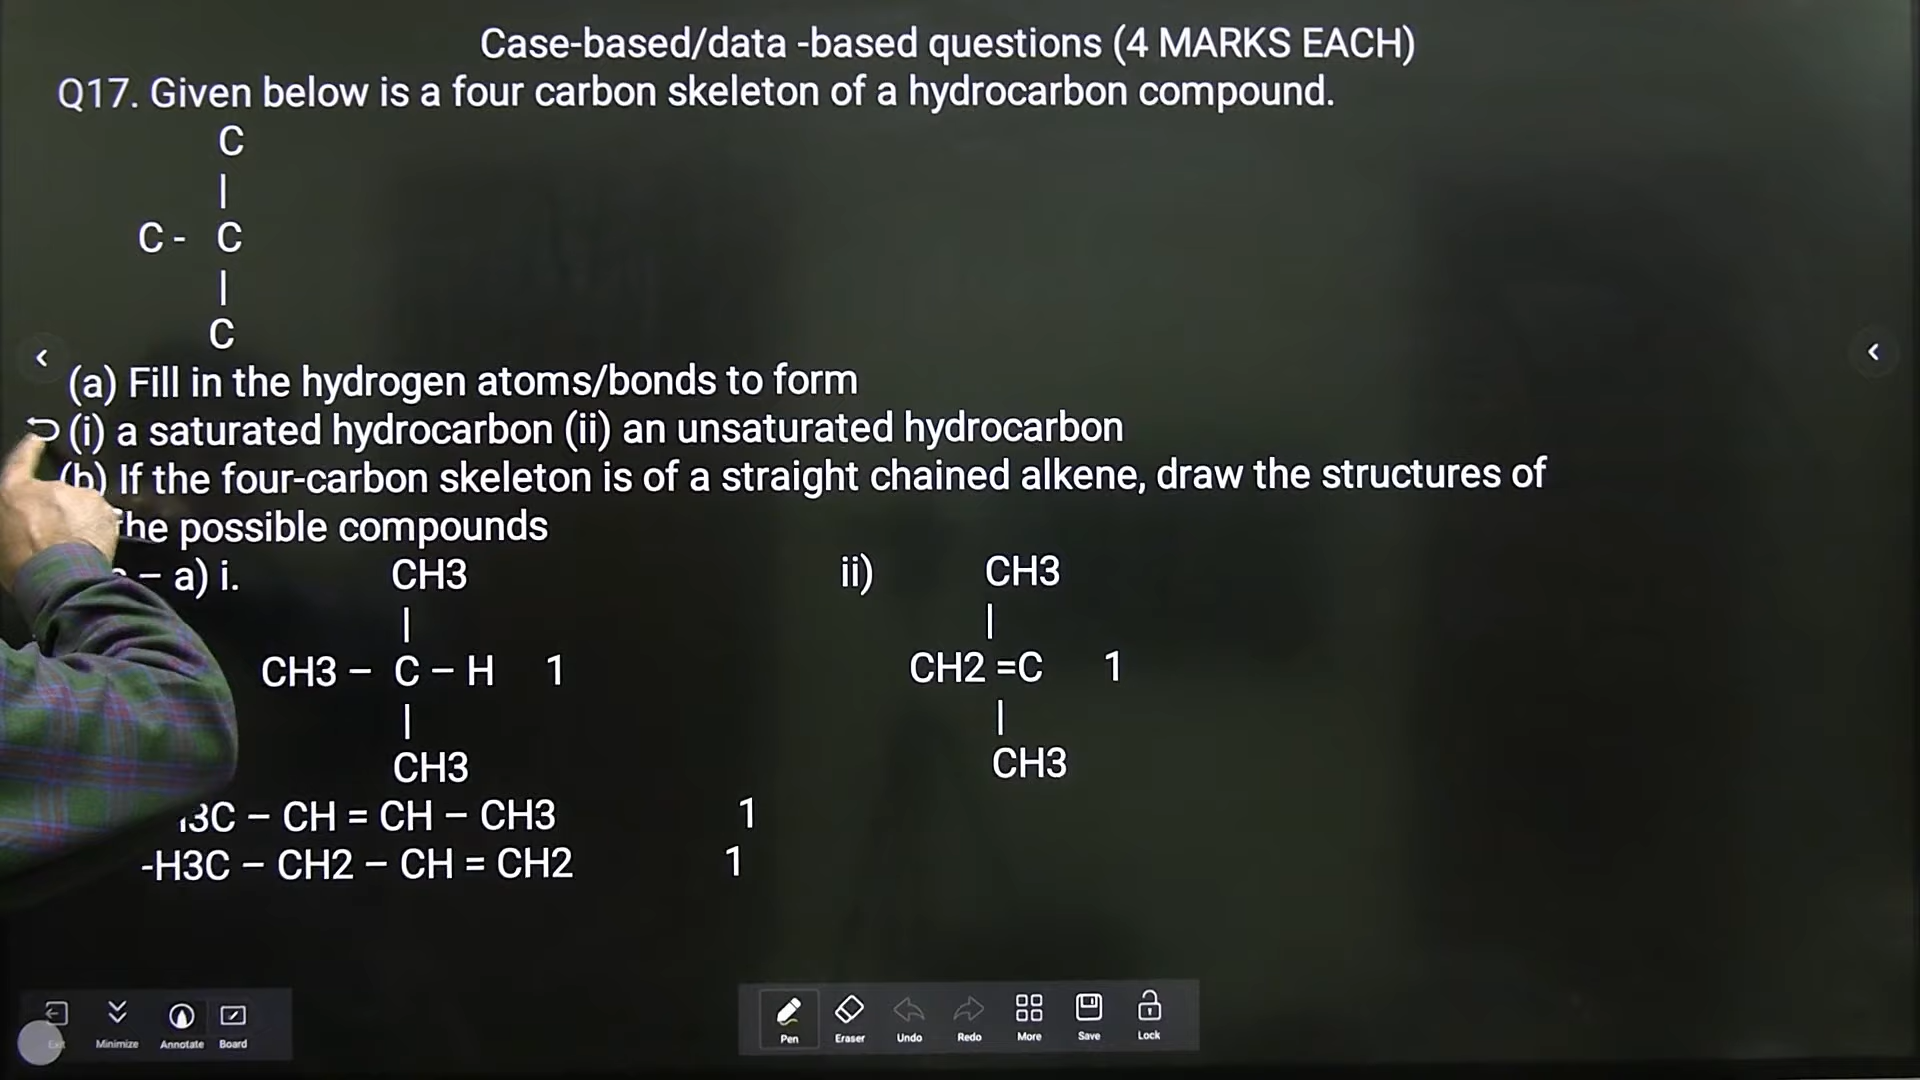 Case-based/data -based questions (4 MARKS EACH)
Q17. Given below is a four carbon skeleton of a hydrocarbon compound.
C
|
C - C
|
C
(a) Fill in the hydrogen atoms/bonds to form
(i) a saturated hydrocarbon (ii) an unsaturated hydrocarbon
(b) If the four-carbon skeleton is of a straight chained alkene, draw the structures of
the possible compounds
– a) i. CH3 ii) CH3
| |
CH3 – C – H 1 CH2 =C 1
| |
CH3 CH3
3C – CH = CH – CH3 1
-H3C – CH2 – CH = CH2 1
Exit Minimize Annotate Board Pen Eraser Undo Redo More Save Lock